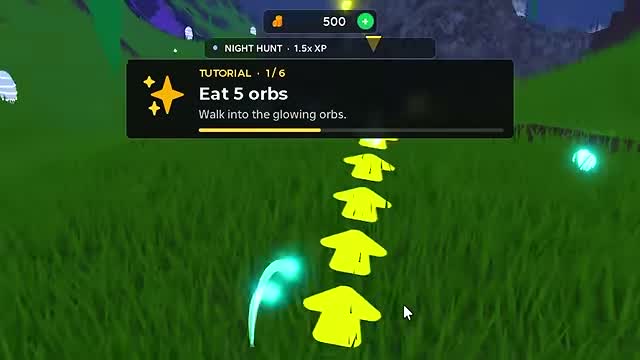 500
NIGHT HUNT · 1.5x XP
TUTORIAL · 1/6
Eat 5 orbs
Walk into the glowing orbs.